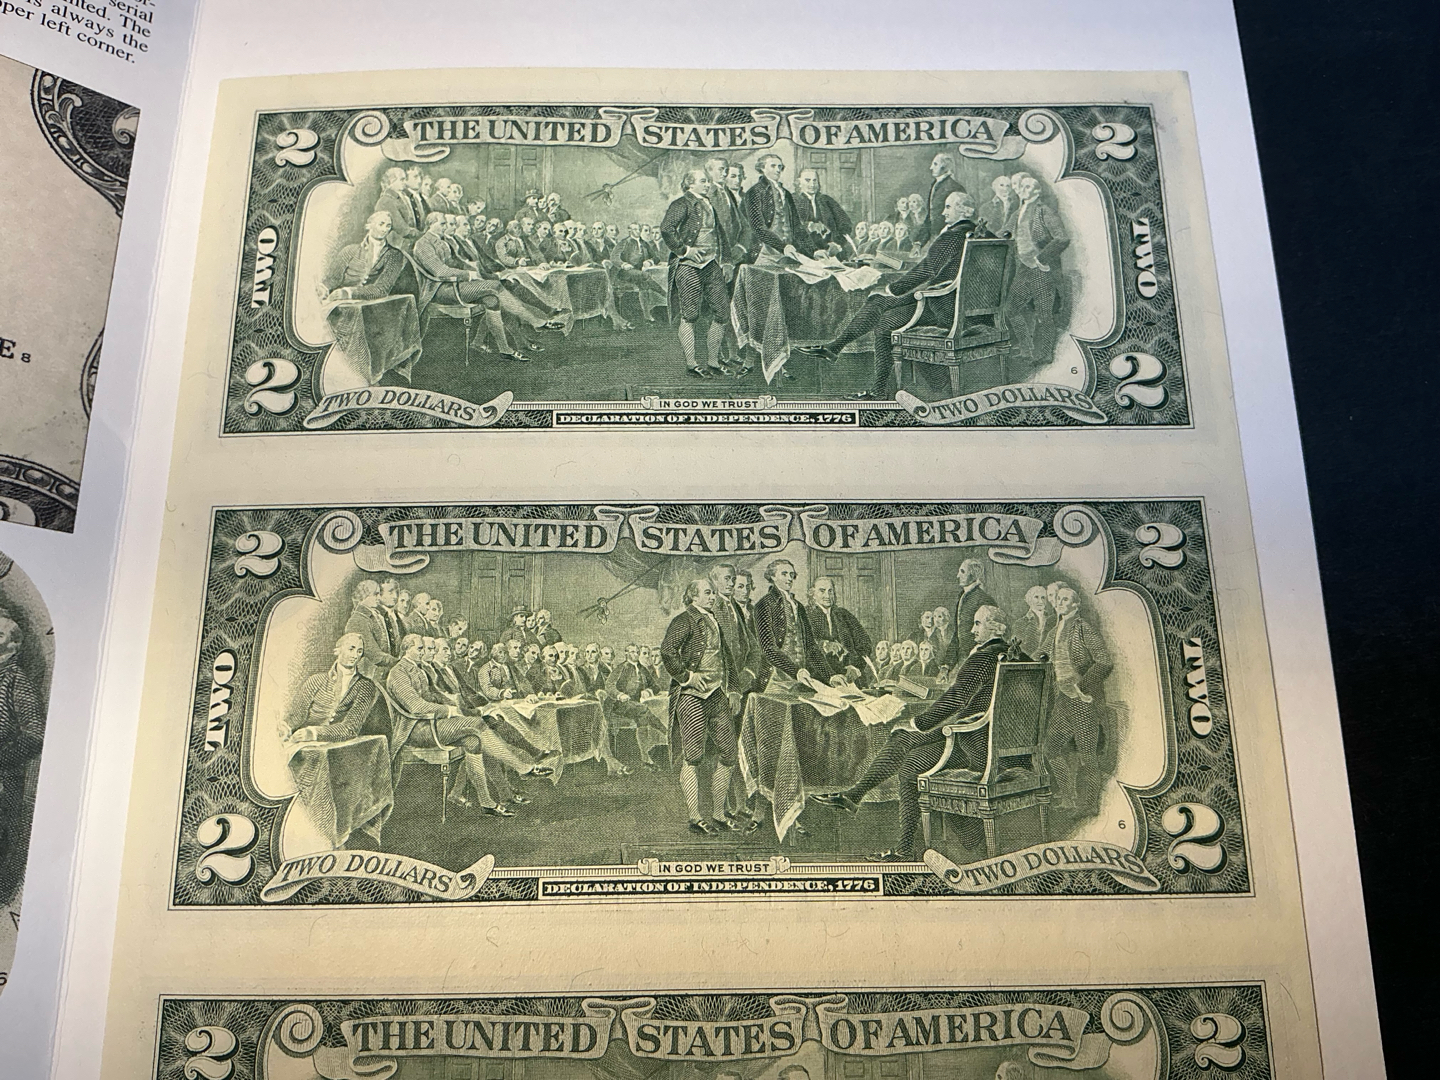 serial
nted. The
is always the
per left corner.
E8
THE UNITED STATES OF AMERICA
2
2
TWO
TWO
2
2
6
TWO DOLLARS
IN GOD WE TRUST
TWO DOLLARS
DECLARATION OF INDEPENDENCE, 1776
THE UNITED STATES OF AMERICA
2
2
TWO
TWO
2
2
6
TWO DOLLARS
IN GOD WE TRUST
TWO DOLLARS
DECLARATION OF INDEPENDENCE, 1776
THE UNITED STATES OF AMERICA
2
2